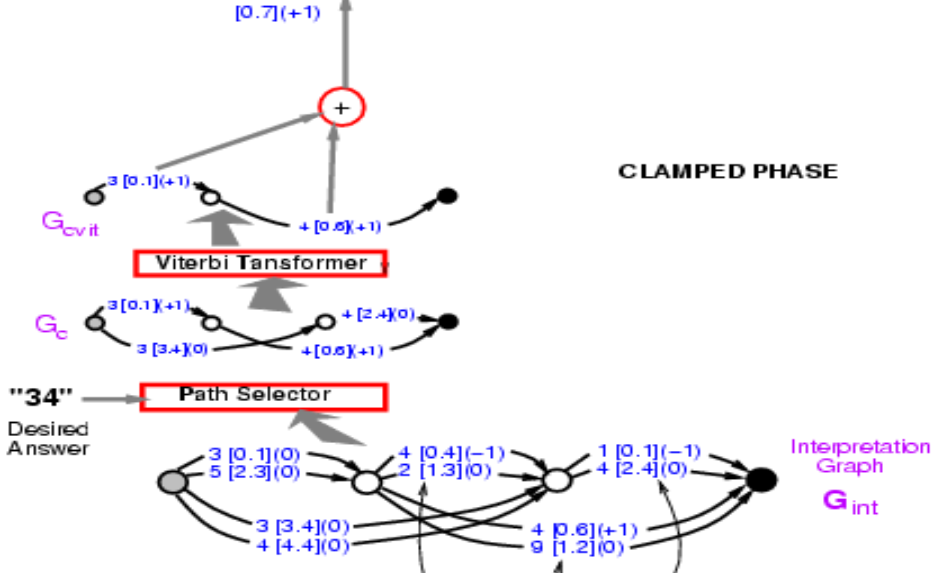 [0.7](+1)
+
CLAMPED PHASE
3 [0.1](+1)
G cvit
4 [0.6](+1)
Viterbi Tansformer
3 [0.1](+1)
4 [2.4](0)
G c
3 [3.4](0)
4 [0.6](+1)
"34"
Path Selector
Desired
Answer
3 [0.1](0)
4 [0.4](-1)
1 [0.1](-1)
5 [2.3](0)
2 [1.3](0)
4 [2.4](0)
Interpretation
Graph
G int
3 [3.4](0)
4 [0.6](+1)
4 [4.4](0)
9 [1.2](0)